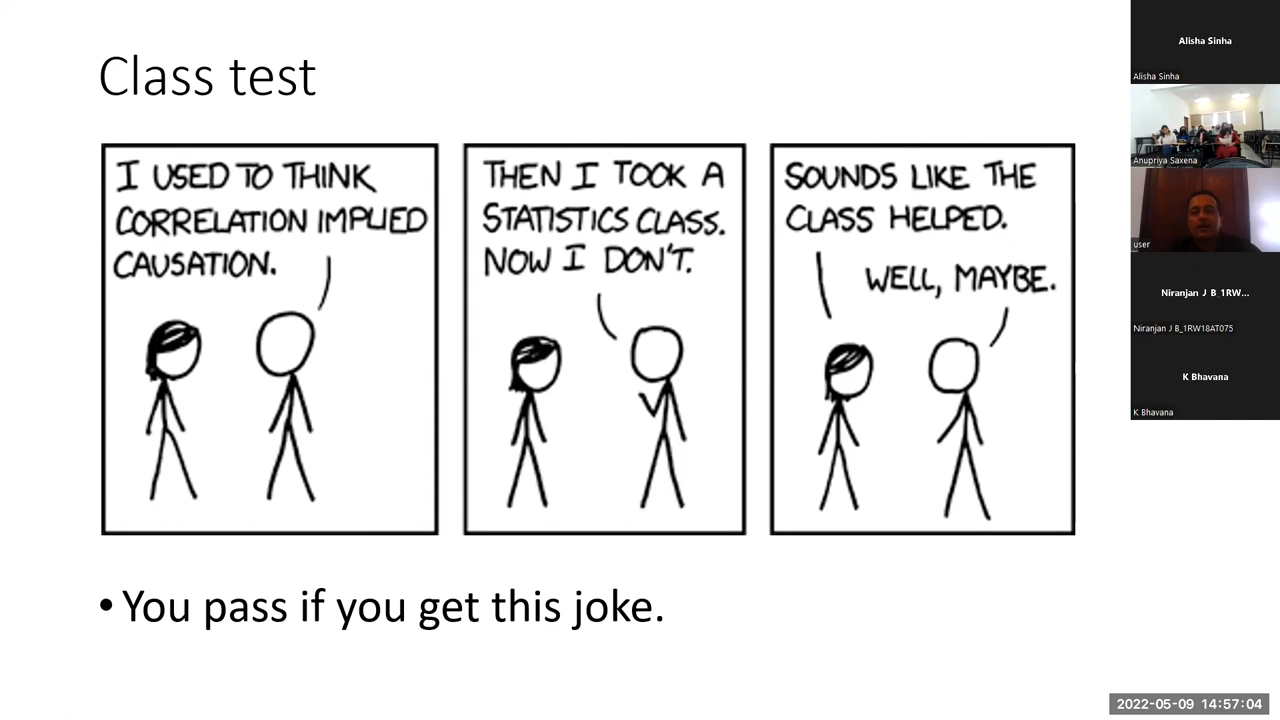 Class test
I USED TO THINK
CORRELATION IMPLIED
CAUSATION.
THEN I TOOK A
STATISTICS CLASS.
NOW I DON'T.
SOUNDS LIKE THE
CLASS HELPED.
WELL, MAYBE.
• You pass if you get this joke.
Alisha Sinha
Alisha Sinha
Anupriya Saxena
user
Niranjan J B_1RW...
Niranjan J B_1RW18AT075
K Bhavana
K Bhavana
2022-05-09 14:57:04